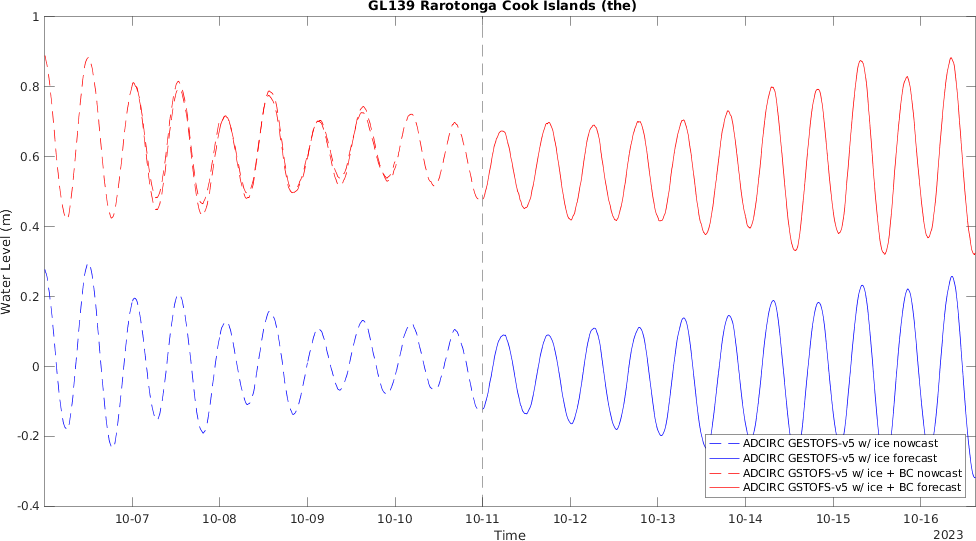 GL139 Rarotonga Cook Islands (the)
1
0.8
0.6
0.4
0.2
0
-0.2
-0.4
Water Level (m)
ADCIRC GESTOFS-v5 w/ ice nowcast
ADCIRC GESTOFS-v5 w/ ice forecast
ADCIRC GSTOFS-v5 w/ ice + BC nowcast
ADCIRC GSTOFS-v5 w/ ice + BC forecast
10-07 10-08 10-09 10-10 10-11 10-12 10-13 10-14 10-15 10-16
Time
2023